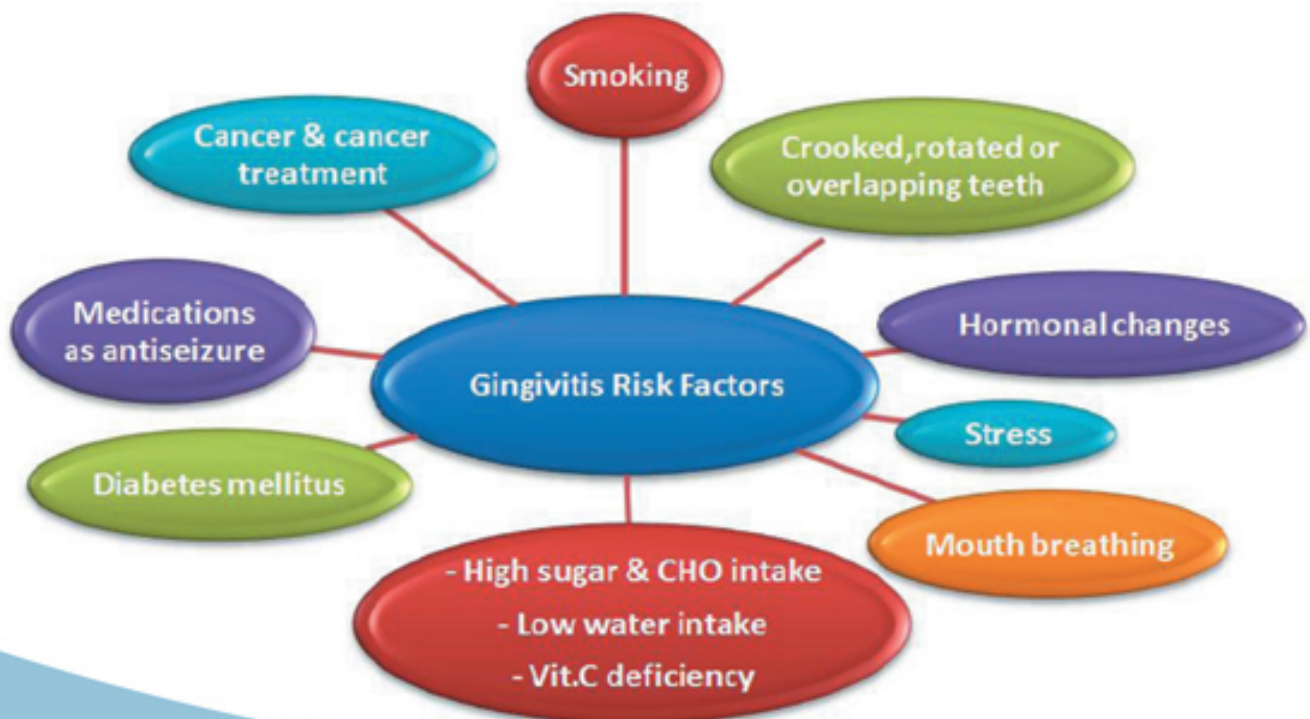 Smoking
Cancer & cancer
treatment
Crooked,rotated or
overlapping teeth
Medications
as antiseizure
Hormonal changes
Gingivitis Risk Factors
Stress
Diabetes mellitus
Mouth breathing
- High sugar & CHO intake
- Low water intake
- Vit.C deficiency